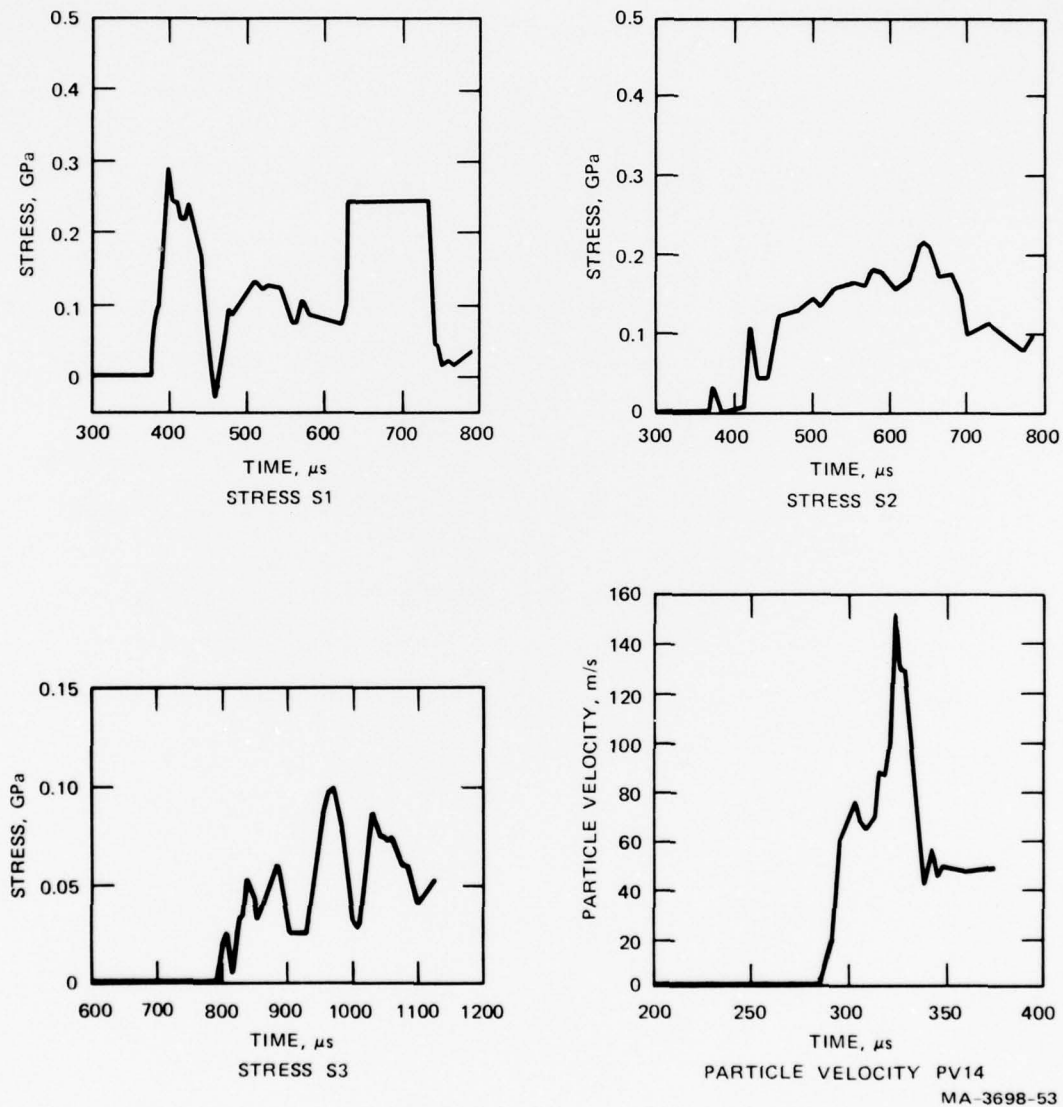 0.5
0.4
0.3
0.2
0.1
0
STRESS, GPa
300 400 500 600 700 800
TIME, μs
STRESS S1
0.5
0.4
0.3
0.2
0.1
0
STRESS, GPa
300 400 500 600 700 800
TIME, μs
STRESS S2
0.15
0.10
0.05
0
STRESS, GPa
600 700 800 900 1000 1100 1200
TIME, μs
STRESS S3
160
140
120
100
80
60
40
20
0
PARTICLE VELOCITY, m/s
200 250 300 350 400
TIME, μs
PARTICLE VELOCITY PV14
MA-3698-53